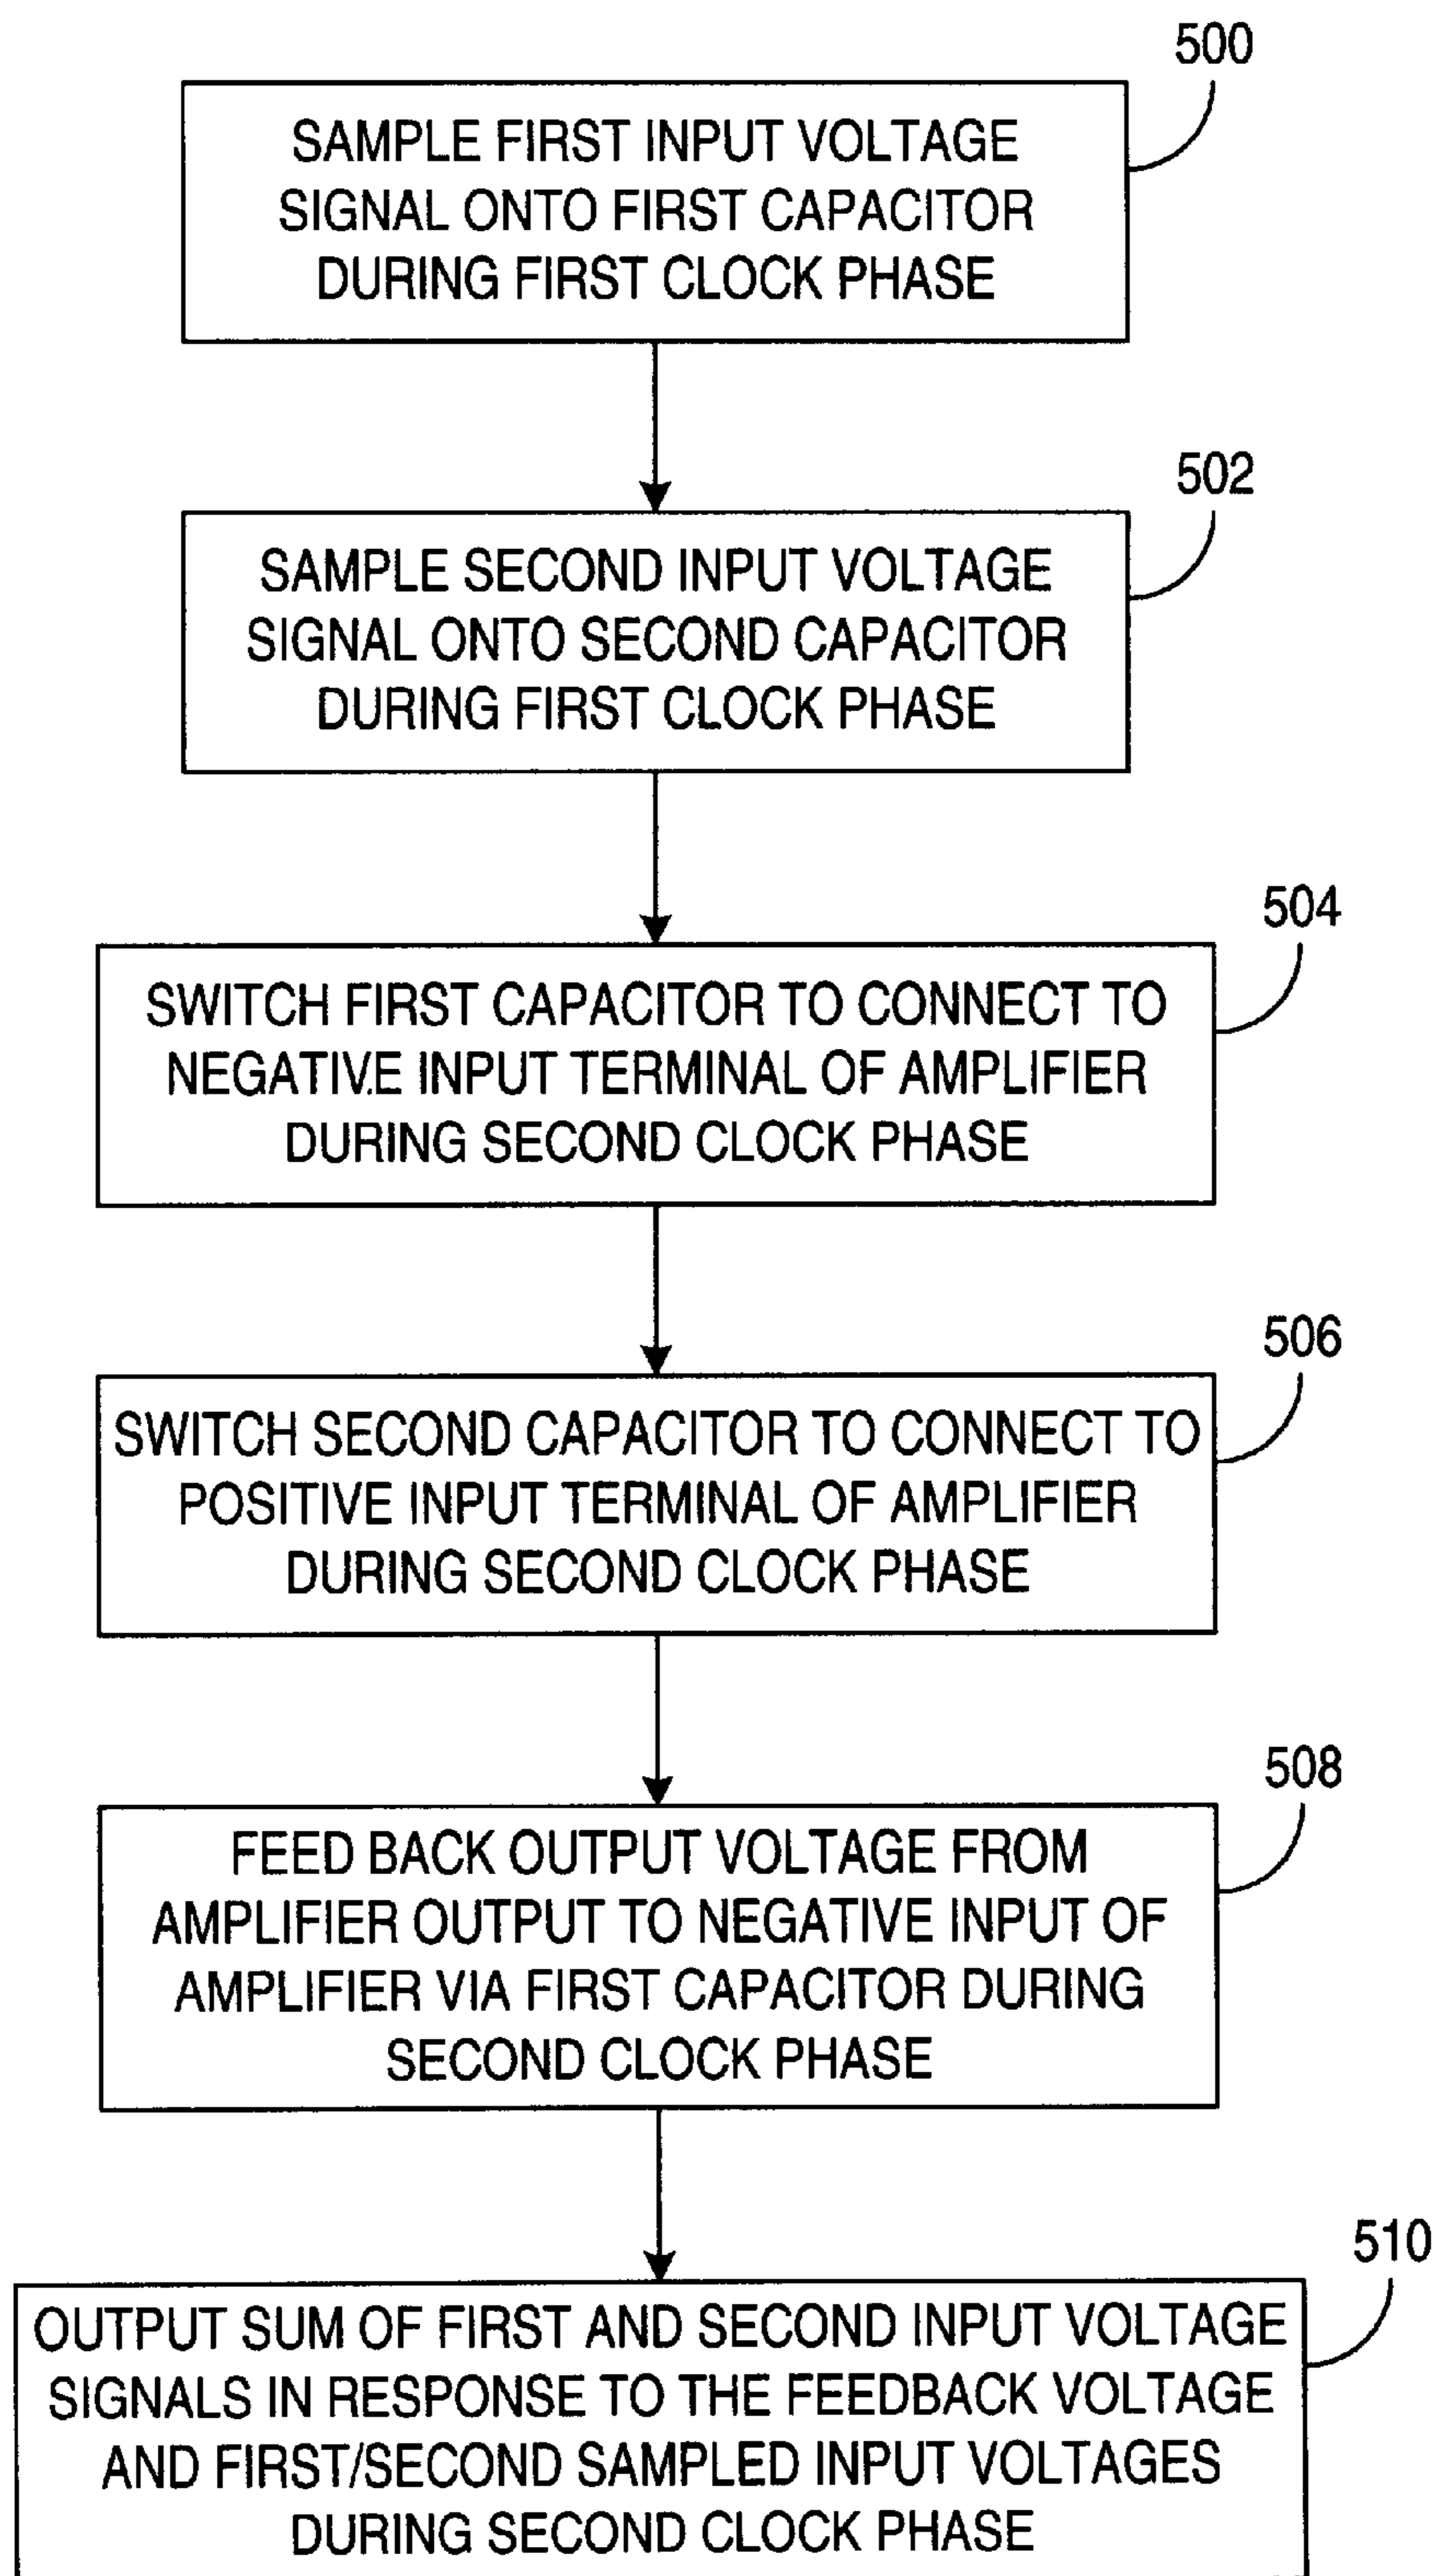 500
SAMPLE FIRST INPUT VOLTAGE
SIGNAL ONTO FIRST CAPACITOR
DURING FIRST CLOCK PHASE
502
SAMPLE SECOND INPUT VOLTAGE
SIGNAL ONTO SECOND CAPACITOR
DURING FIRST CLOCK PHASE
504
SWITCH FIRST CAPACITOR TO CONNECT TO
NEGATIVE INPUT TERMINAL OF AMPLIFIER
DURING SECOND CLOCK PHASE
506
SWITCH SECOND CAPACITOR TO CONNECT TO
POSITIVE INPUT TERMINAL OF AMPLIFIER
DURING SECOND CLOCK PHASE
508
FEED BACK OUTPUT VOLTAGE FROM
AMPLIFIER OUTPUT TO NEGATIVE INPUT OF
AMPLIFIER VIA FIRST CAPACITOR DURING
SECOND CLOCK PHASE
510
OUTPUT SUM OF FIRST AND SECOND INPUT VOLTAGE
SIGNALS IN RESPONSE TO THE FEEDBACK VOLTAGE
AND FIRST/SECOND SAMPLED INPUT VOLTAGES
DURING SECOND CLOCK PHASE